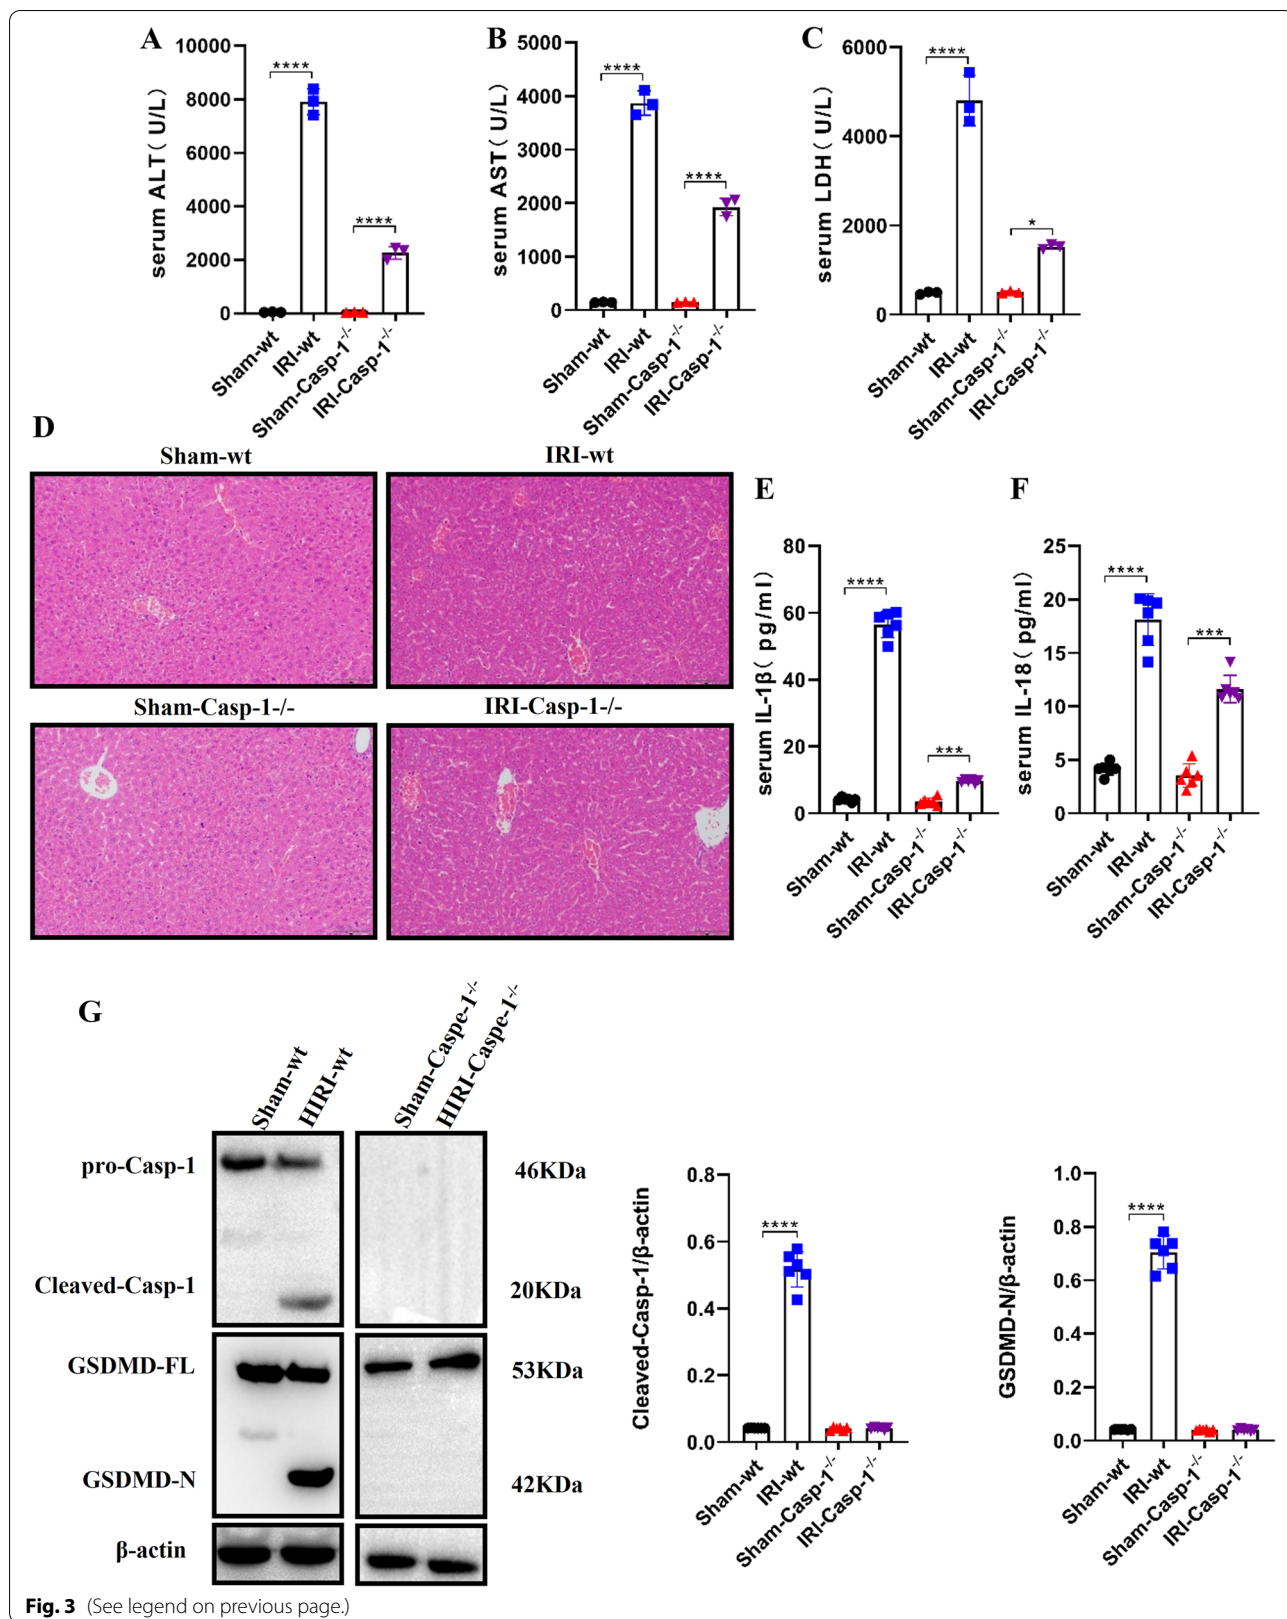 A
10000
8000
6000
4000
2000
0
serum ALT( U/L)
****
****
Sham-wt
IRI-wt
Sham-Casp-1-/-
IRI-Casp-1-/-
B
5000
4000
3000
2000
1000
0
serum AST( U/L)
****
****
Sham-wt
IRI-wt
Sham-Casp-1-/-
IRI-Casp-1-/-
C
6000
4000
2000
0
serum LDH( U/L)
****
*
Sham-wt
IRI-wt
Sham-Casp-1-/-
IRI-Casp-1-/-
D
Sham-wt
IRI-wt
Sham-Casp-1-/-
IRI-Casp-1-/-
E
80
60
40
20
0
serum IL-1β( pg/ml)
****
***
Sham-wt
IRI-wt
Sham-Casp-1-/-
IRI-Casp-1-/-
F
25
20
15
10
5
0
serum IL-18( pg/ml)
****
***
Sham-wt
IRI-wt
Sham-Casp-1-/-
IRI-Casp-1-/-
G
Sham-wt
HIRI-wt
Sham-Caspe-1-/-
HIRI-Caspe-1-/-
pro-Casp-1
46KDa
Cleaved-Casp-1
20KDa
GSDMD-FL
53KDa
GSDMD-N
42KDa
β-actin
0.8
0.6
0.4
0.2
0.0
Cleaved-Casp-1/β-actin
****
Sham-wt
IRI-wt
Sham-Casp-1-/-
IRI-Casp-1-/-
1.0
0.8
0.6
0.4
0.2
0.0
GSDMD-N/β-actin
****
Sham-wt
IRI-wt
Sham-Casp-1-/-
IRI-Casp-1-/-
Fig. 3 (See legend on previous page.)